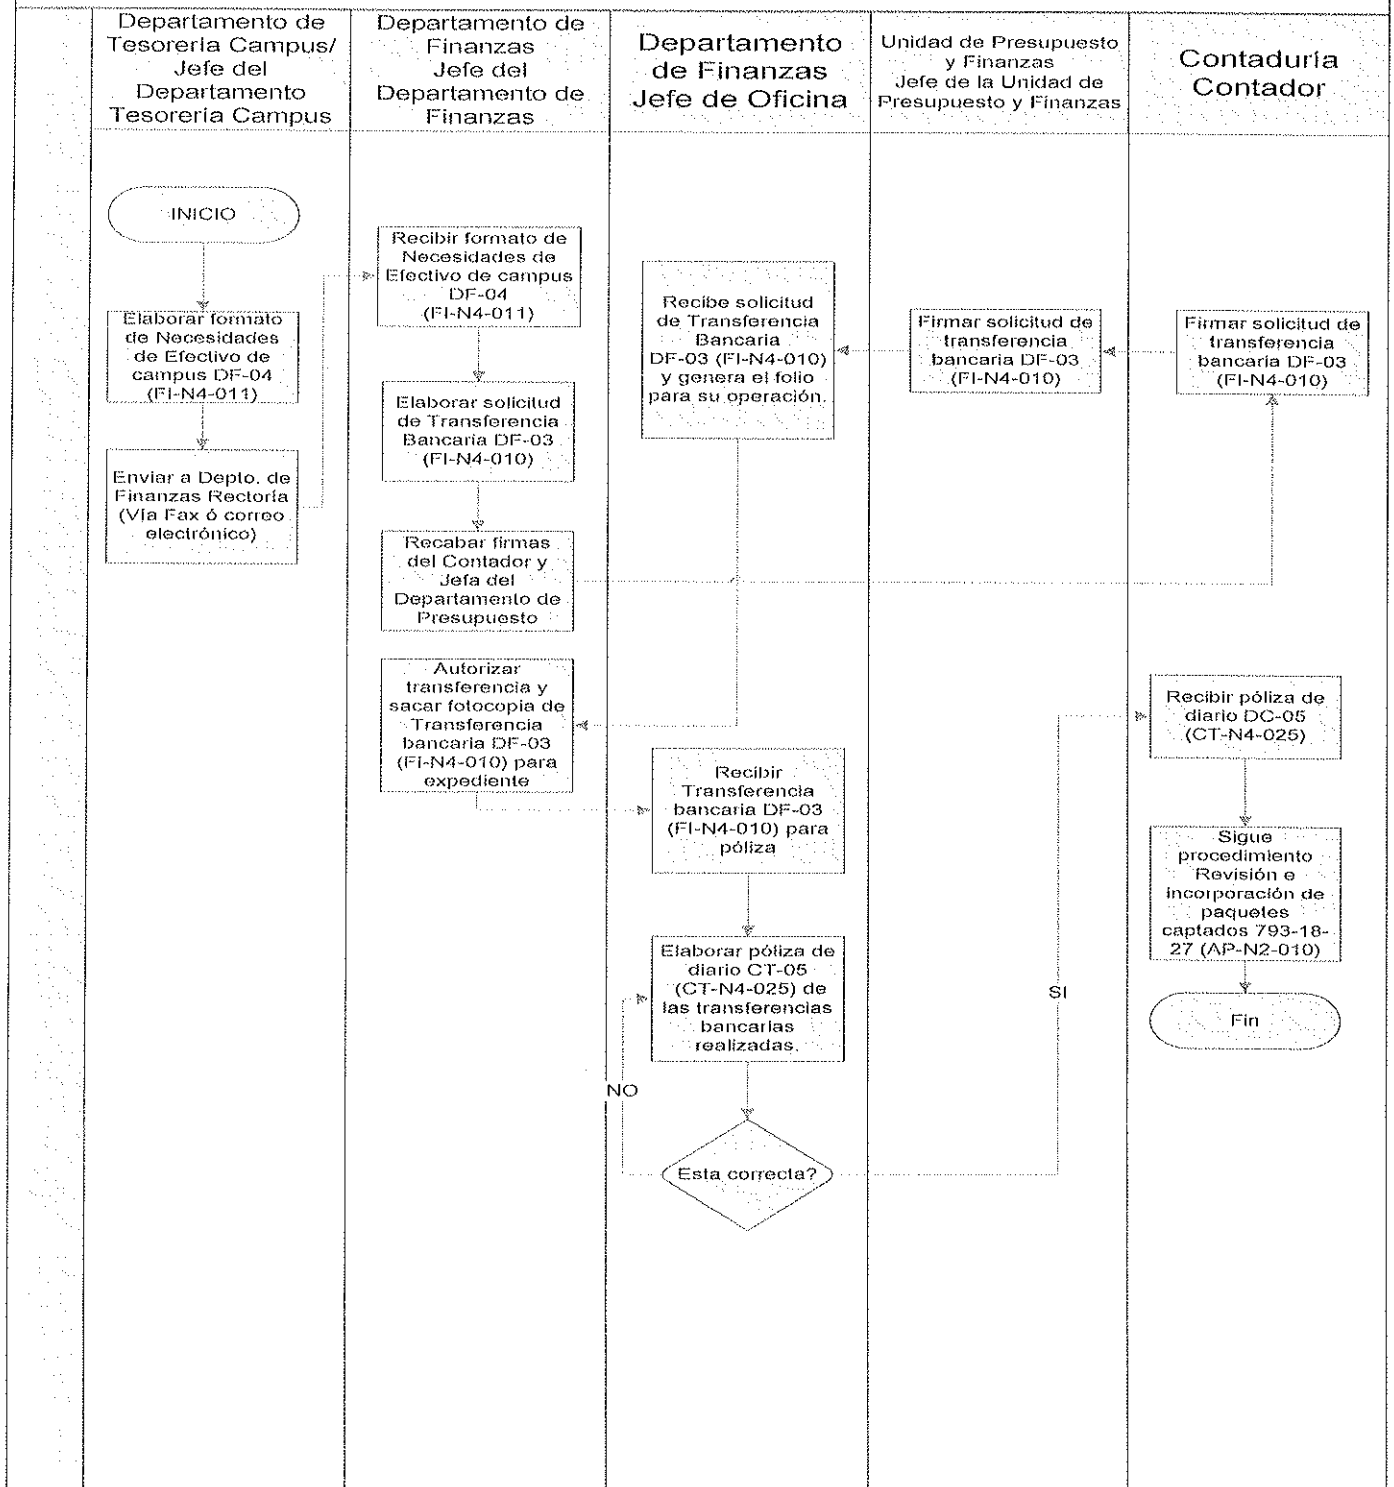 Departamento de
Tesorería Campus/
Jefe del
Departamento
Tesorería Campus
Departamento de
Finanzas
Jefe del
Departamento de
Finanzas
Departamento
de Finanzas
Jefe de Oficina
Unidad de Presupuesto
y Finanzas
Jefe de la Unidad de
Presupuesto y Finanzas
Contaduría
Contador
INICIO
Elaborar formato
de Necesidades
de Efectivo de
campus DF-04
(FI-N4-011)
Enviar a Depto. de
Finanzas Rectoría
(Vía Fax ó correo
electrónico)
Recibir formato de
Necesidades de
Efectivo de campus
DF-04
(FI-N4-011)
Elaborar solicitud
de Transferencia
Bancaria DF-03
(FI-N4-010)
Recabar firmas
del Contador y
Jefa del
Departamento de
Presupuesto
Autorizar
transferencia y
sacar fotocopia de
Transferencia
bancaria DF-03
(FI-N4-010) para
expediente
Recibe solicitud
de Transferencia
Bancaria
DF-03 (FI-N4-010)
y genera el folio
para su operación.
Recibir
Transferencia
bancaria DF-03
(FI-N4-010) para
póliza
Elaborar póliza de
diario CT-05
(CT-N4-025) de
las transferencias
bancarias
realizadas.
NO
Esta correcta?
Firmar solicitud de
transferencia
bancaria DF-03
(FI-N4-010)
SI
Firmar solicitud de
transferencia
bancaria DF-03
(FI-N4-010)
Recibir póliza de
diario DC-05
(CT-N4-025)
Sigue
procedimiento
Revisión e
incorporación de
paquetes
captados 793-18-
27 (AP-N2-010)
Fin